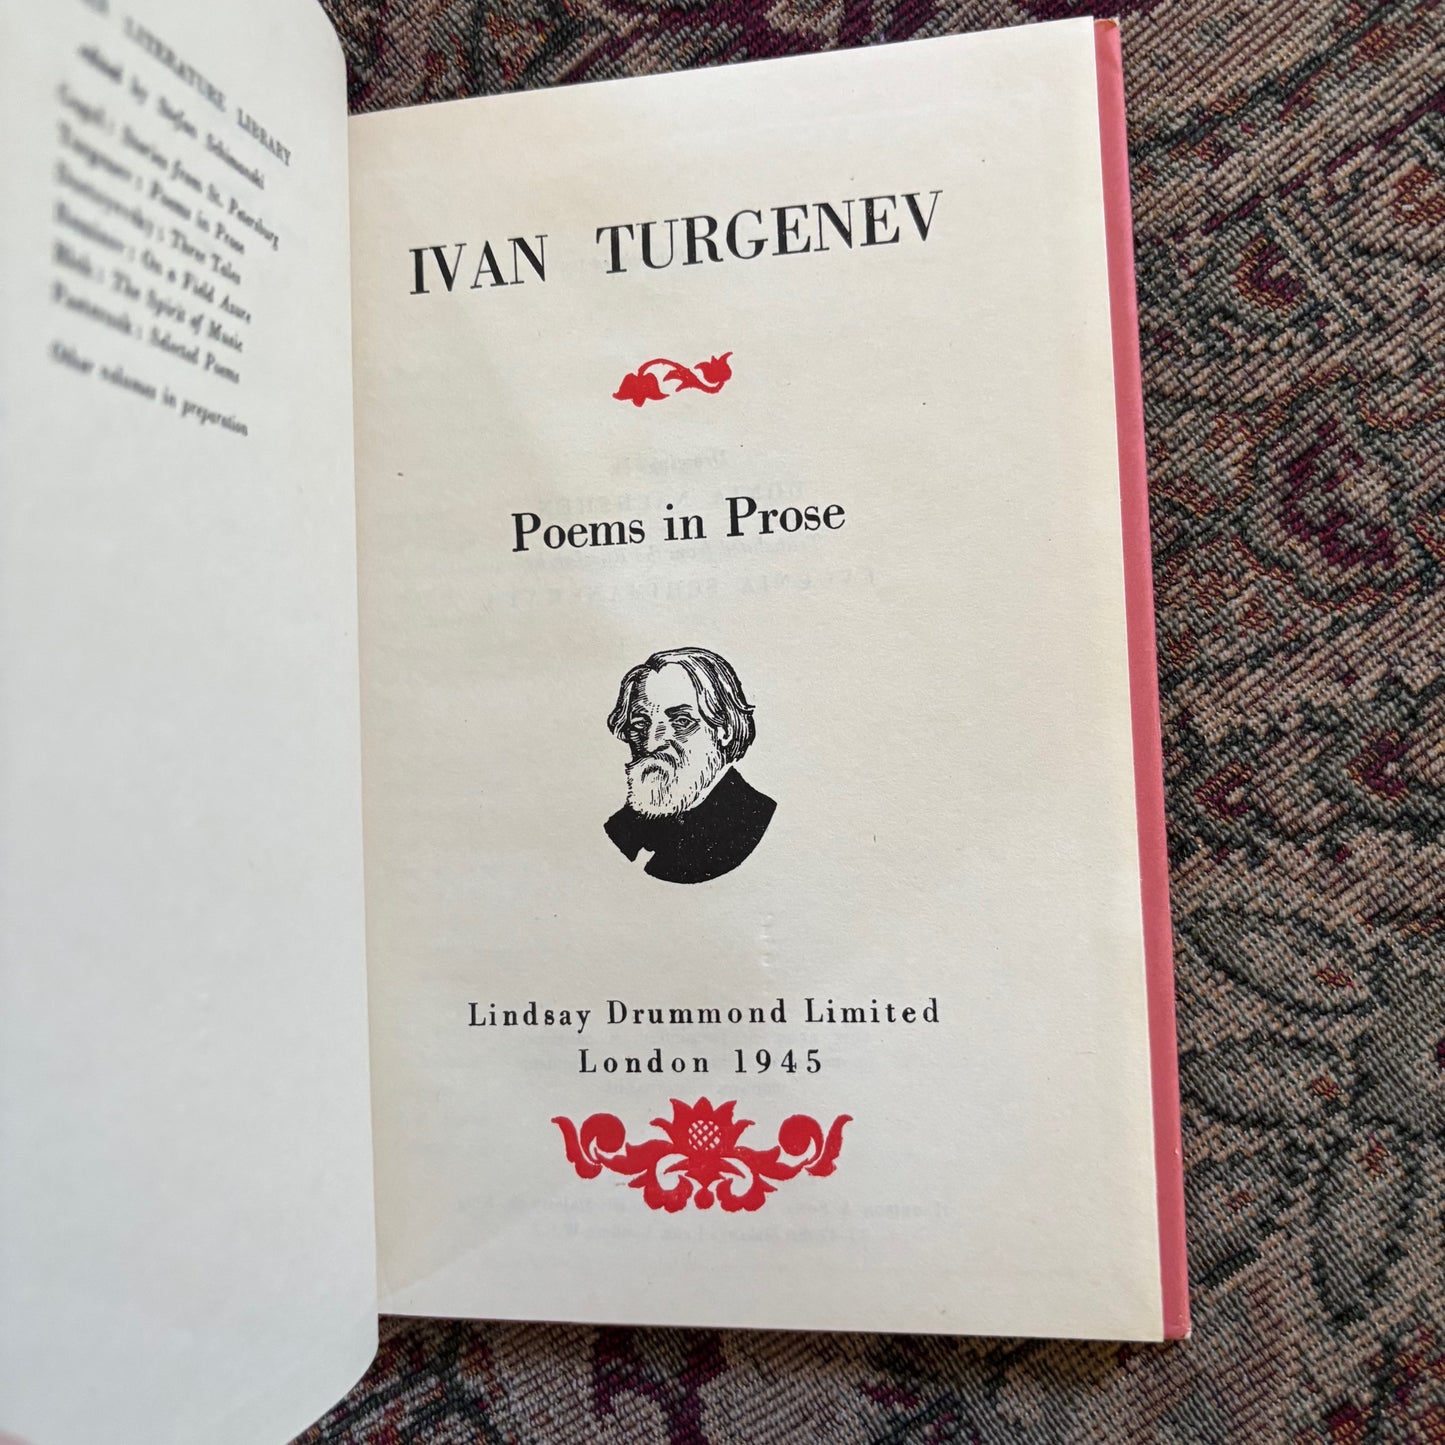 LITERATURE LIBRARY
edited by Stefan Schimanski
Gogol : Stories from St. Petersburg
Turgenev : Poems in Prose
Dostoyevsky : Three Tales
: On a Field Azure
Blok : The Spirit of Music
Pasternak : Selected Poems
Other volumes in preparation
IVAN TURGENEV
Poems in Prose
Lindsay Drummond Limited
London 1945